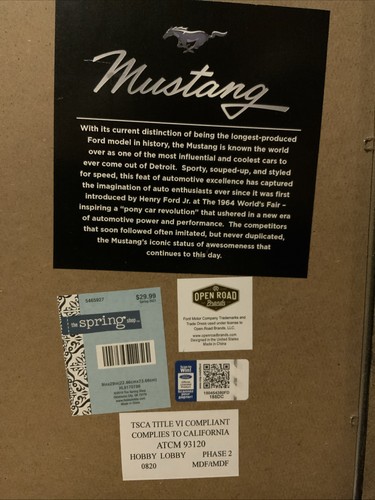 Mustang
With its current distinction of being the longest-produced
Ford model in history, the Mustang is known the world
over as one of the most influential and coolest cars to
ever come out of Detroit. Sporty, souped-up, and styled
for speed, this feat of automotive excellence has captured
the imagination of auto enthusiasts ever since it was first
introduced by Henry Ford Jr. at The 1964 World's Fair –
inspiring a "pony car revolution" that ushered in a new era
of automotive power and performance. The competitors
that soon followed often imitated, but never duplicated,
the Mustang's iconic status of awesomeness that
continues to this day.
OPEN ROAD
Brands
Ford Motor Company Trademarks and
Trade Dress used under license to
Open Road Brands, LLC.
www.openroadbrands.com
Designed in the United States
Made in China
5485827
$29.99
the spring shop
TSCA TITLE VI COMPLIANT
COMPLIES TO CALIFORNIA
ATCM 93120
HOBBY LOBBY PHASE 2
0820 MDF/MDF